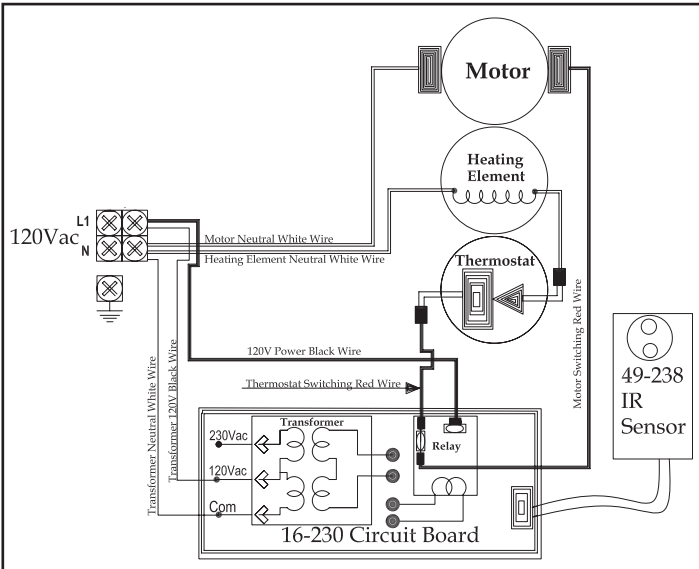 Motor
Heating
Element
L1
120Vac
N
Motor Neutral White Wire
Heating Element Neutral White Wire
Thermostat
Motor Switching Red Wire
120V Power Black Wire
Thermostat Switching Red Wire
Transformer Neutral White Wire
Transformer 120V Black Wire
49-238
IR
Sensor
Transformer
230Vac
Relay
120Vac
Com
16-230 Circuit Board